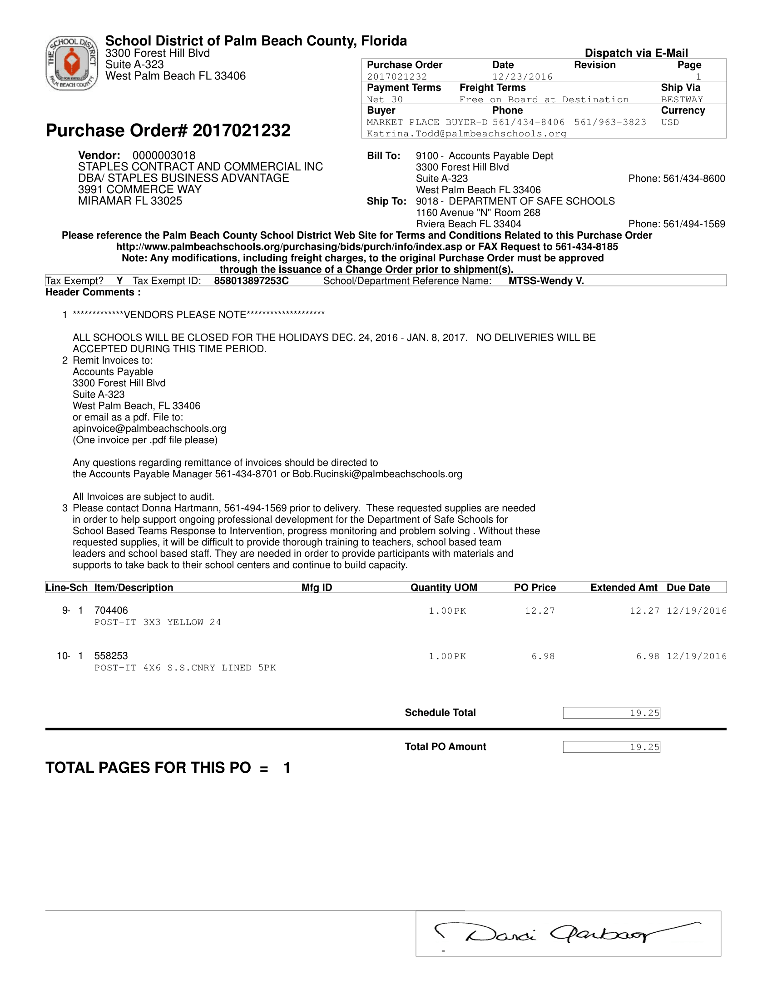 THE SCHOOL DISTRICT
PALM BEACH COUNTY
School District of Palm Beach County, Florida
3300 Forest Hill Blvd
Suite A-323
West Palm Beach FL 33406
Dispatch via E-Mail
Purchase Order Date Revision Page
2017021232 12/23/2016 1
Payment Terms Freight Terms Ship Via
Net 30 Free on Board at Destination BESTWAY
Buyer Phone Currency
MARKET PLACE BUYER-D 561/434-8406 561/963-3823 USD
Katrina.Todd@palmbeachschools.org
Purchase Order# 2017021232
Vendor: 0000003018
STAPLES CONTRACT AND COMMERCIAL INC
DBA/ STAPLES BUSINESS ADVANTAGE
3991 COMMERCE WAY
MIRAMAR FL 33025
Bill To: 9100 - Accounts Payable Dept
3300 Forest Hill Blvd
Suite A-323 Phone: 561/434-8600
West Palm Beach FL 33406
Ship To: 9018 - DEPARTMENT OF SAFE SCHOOLS
1160 Avenue "N" Room 268
Rviera Beach FL 33404 Phone: 561/494-1569
Please reference the Palm Beach County School District Web Site for Terms and Conditions Related to this Purchase Order
http://www.palmbeachschools.org/purchasing/bids/purch/info/index.asp or FAX Request to 561-434-8185
Note: Any modifications, including freight charges, to the original Purchase Order must be approved
through the issuance of a Change Order prior to shipment(s).
Tax Exempt? Y Tax Exempt ID: 858013897253C School/Department Reference Name: MTSS-Wendy V.
Header Comments :
1 *************VENDORS PLEASE NOTE********************
ALL SCHOOLS WILL BE CLOSED FOR THE HOLIDAYS DEC. 24, 2016 - JAN. 8, 2017. NO DELIVERIES WILL BE
ACCEPTED DURING THIS TIME PERIOD.
2 Remit Invoices to:
Accounts Payable
3300 Forest Hill Blvd
Suite A-323
West Palm Beach, FL 33406
or email as a pdf. File to:
apinvoice@palmbeachschools.org
(One invoice per .pdf file please)
Any questions regarding remittance of invoices should be directed to
the Accounts Payable Manager 561-434-8701 or Bob.Rucinski@palmbeachschools.org
All Invoices are subject to audit.
3 Please contact Donna Hartmann, 561-494-1569 prior to delivery. These requested supplies are needed
in order to help support ongoing professional development for the Department of Safe Schools for
School Based Teams Response to Intervention, progress monitoring and problem solving . Without these
requested supplies, it will be difficult to provide thorough training to teachers, school based team
leaders and school based staff. They are needed in order to provide participants with materials and
supports to take back to their school centers and continue to build capacity.
Line-Sch Item/Description Mfg ID Quantity UOM PO Price Extended Amt Due Date
9- 1 704406 1.00PK 12.27 12.27 12/19/2016
POST-IT 3X3 YELLOW 24
10- 1 558253 1.00PK 6.98 6.98 12/19/2016
POST-IT 4X6 S.S.CNRY LINED 5PK
Schedule Total 19.25
Total PO Amount 19.25
TOTAL PAGES FOR THIS PO = 1
Darci
-